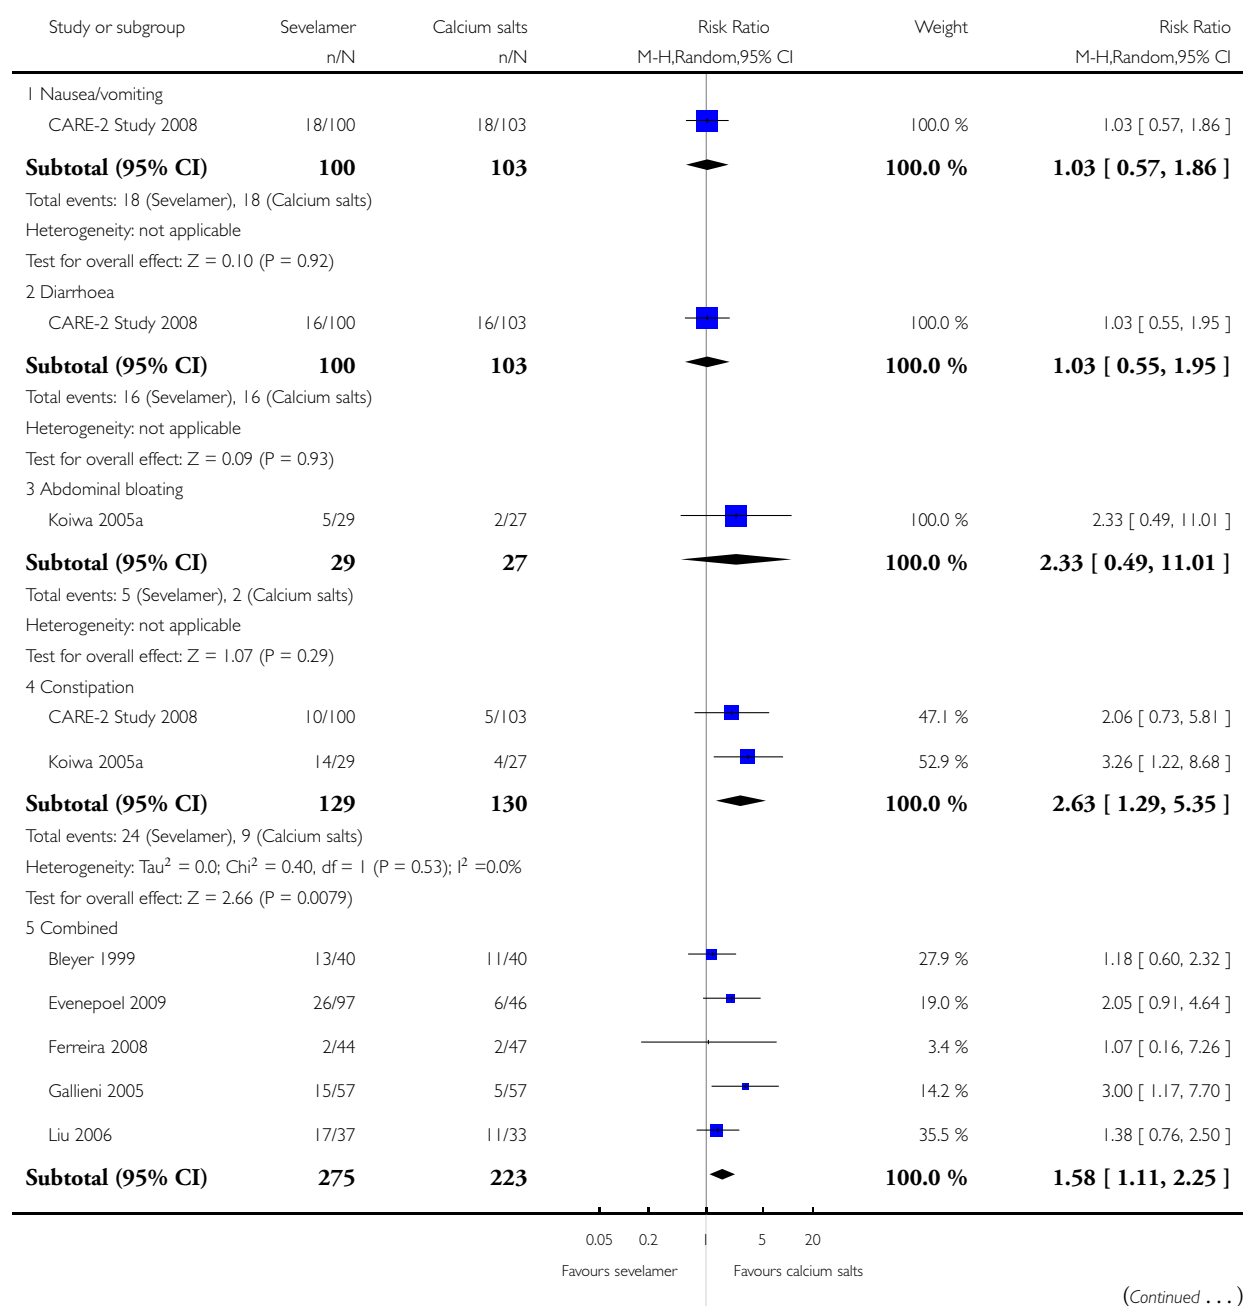 Study or subgroup Sevelamer Calcium salts Risk Ratio Weight Risk Ratio
n/N n/N M-H,Random,95% CI M-H,Random,95% CI
1 Nausea/vomiting
CARE-2 Study 2008 18/100 18/103 100.0 % 1.03 [ 0.57, 1.86 ]
Subtotal (95% CI) 100 103 100.0 % 1.03 [ 0.57, 1.86 ]
Total events: 18 (Sevelamer), 18 (Calcium salts)
Heterogeneity: not applicable
Test for overall effect: Z = 0.10 (P = 0.92)
2 Diarrhoea
CARE-2 Study 2008 16/100 16/103 100.0 % 1.03 [ 0.55, 1.95 ]
Subtotal (95% CI) 100 103 100.0 % 1.03 [ 0.55, 1.95 ]
Total events: 16 (Sevelamer), 16 (Calcium salts)
Heterogeneity: not applicable
Test for overall effect: Z = 0.09 (P = 0.93)
3 Abdominal bloating
Koiwa 2005a 5/29 2/27 100.0 % 2.33 [ 0.49, 11.01 ]
Subtotal (95% CI) 29 27 100.0 % 2.33 [ 0.49, 11.01 ]
Total events: 5 (Sevelamer), 2 (Calcium salts)
Heterogeneity: not applicable
Test for overall effect: Z = 1.07 (P = 0.29)
4 Constipation
CARE-2 Study 2008 10/100 5/103 47.1 % 2.06 [ 0.73, 5.81 ]
Koiwa 2005a 14/29 4/27 52.9 % 3.26 [ 1.22, 8.68 ]
Subtotal (95% CI) 129 130 100.0 % 2.63 [ 1.29, 5.35 ]
Total events: 24 (Sevelamer), 9 (Calcium salts)
Heterogeneity: Tau² = 0.0; Chi² = 0.40, df = 1 (P = 0.53); I² =0.0%
Test for overall effect: Z = 2.66 (P = 0.0079)
5 Combined
Bleyer 1999 13/40 11/40 27.9 % 1.18 [ 0.60, 2.32 ]
Evenepoel 2009 26/97 6/46 19.0 % 2.05 [ 0.91, 4.64 ]
Ferreira 2008 2/44 2/47 3.4 % 1.07 [ 0.16, 7.26 ]
Gallieni 2005 15/57 5/57 14.2 % 3.00 [ 1.17, 7.70 ]
Liu 2006 17/37 11/33 35.5 % 1.38 [ 0.76, 2.50 ]
Subtotal (95% CI) 275 223 100.0 % 1.58 [ 1.11, 2.25 ]
0.05 0.2 1 5 20
Favours sevelamer Favours calcium salts
(Continued . . . )